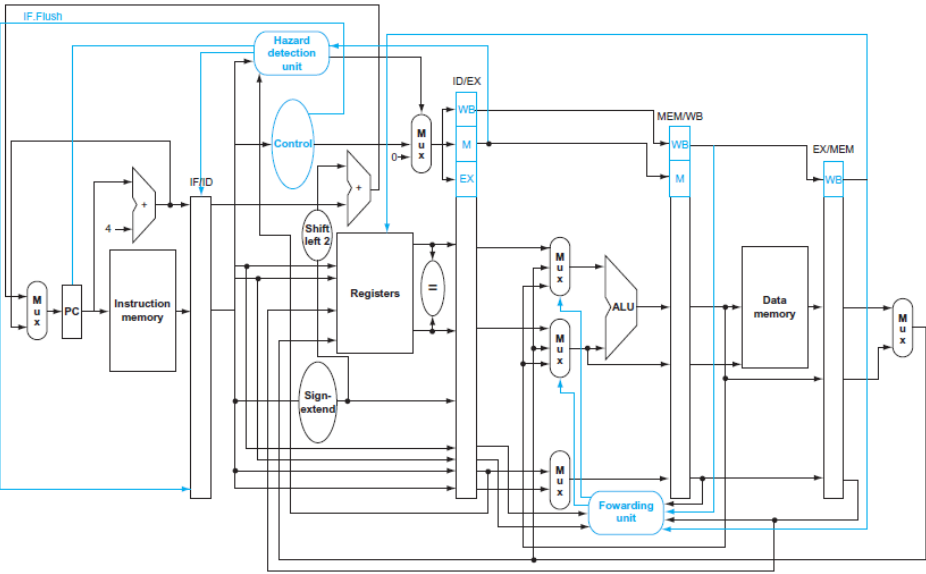 IF.Flush
Hazard
detection
unit
ID/EX
WB
MEM/WB
Control
M
u
x
M
WB
EX/MEM
0
IF/ID
EX
M
WB
+
+
4
Shift
left 2
M
u
x
PC
Instruction
memory
Registers
=
M
u
x
ALU
Data
memory
M
u
x
M
u
x
Sign-
extend
M
u
x
Fowarding
unit